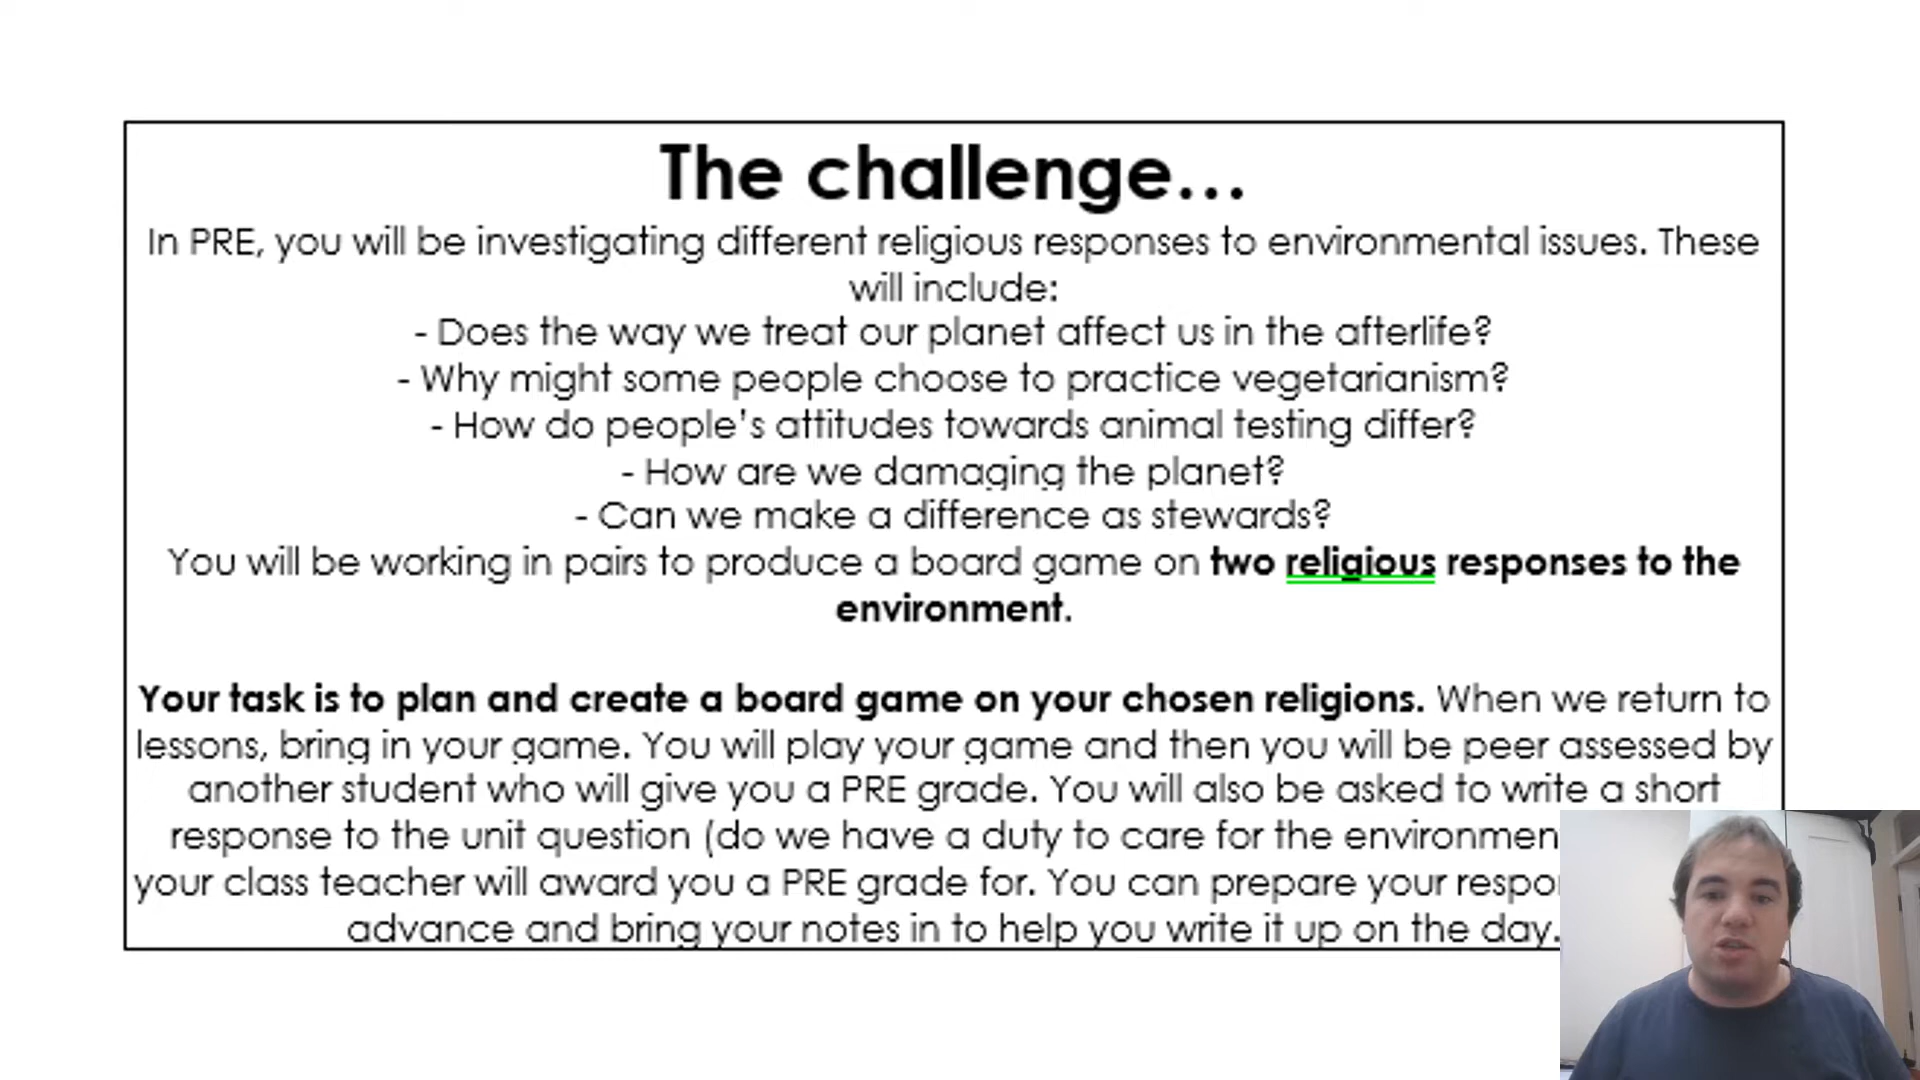 The challenge...
In PRE, you will be investigating different religious responses to environmental issues. These
will include:
- Does the way we treat our planet affect us in the afterlife?
- Why might some people choose to practice vegetarianism?
- How do people's attitudes towards animal testing differ?
- How are we damaging the planet?
- Can we make a difference as stewards?
You will be working in pairs to produce a board game on two religious responses to the
environment.
Your task is to plan and create a board game on your chosen religions. When we return to
lessons, bring in your game. You will play your game and then you will be peer assessed by
another student who will give you a PRE grade. You will also be asked to write a short
response to the unit question (do we have a duty to care for the environmen
your class teacher will award you a PRE grade for. You can prepare your respo
advance and bring your notes in to help you write it up on the day.